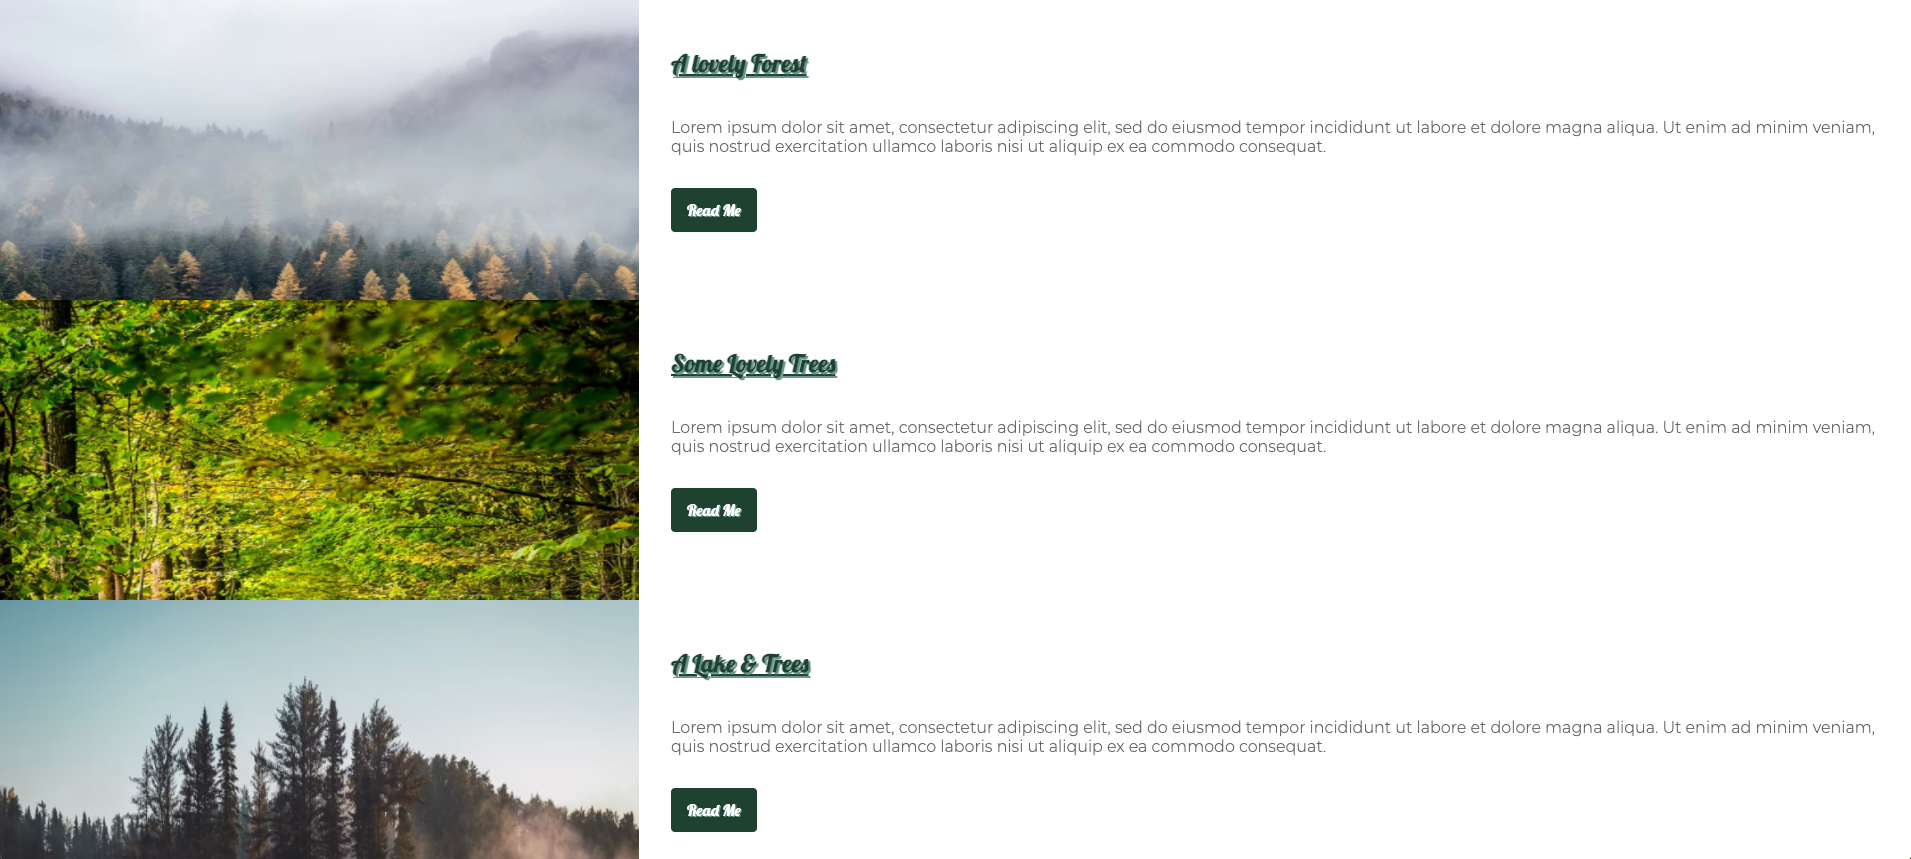 A lovely Forest
Lorem ipsum dolor sit amet, consectetur adipiscing elit, sed do eiusmod tempor incididunt ut labore et dolore magna aliqua. Ut enim ad minim veniam,
quis nostrud exercitation ullamco laboris nisi ut aliquip ex ea commodo consequat.
Read Me
Some Lovely Trees
Lorem ipsum dolor sit amet, consectetur adipiscing elit, sed do eiusmod tempor incididunt ut labore et dolore magna aliqua. Ut enim ad minim veniam,
quis nostrud exercitation ullamco laboris nisi ut aliquip ex ea commodo consequat.
Read Me
A Lake & Trees
Lorem ipsum dolor sit amet, consectetur adipiscing elit, sed do eiusmod tempor incididunt ut labore et dolore magna aliqua. Ut enim ad minim veniam,
quis nostrud exercitation ullamco laboris nisi ut aliquip ex ea commodo consequat.
Read Me